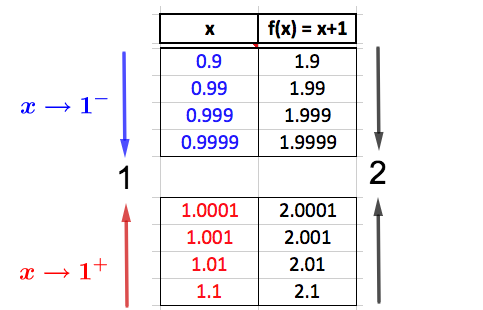 x f(x) = x+1
0.9 1.9
0.99 1.99
x → 1⁻ 0.999 1.999
0.9999 1.9999
1 2
1.0001 2.0001
1.001 2.001
x → 1⁺ 1.01 2.01
1.1 2.1